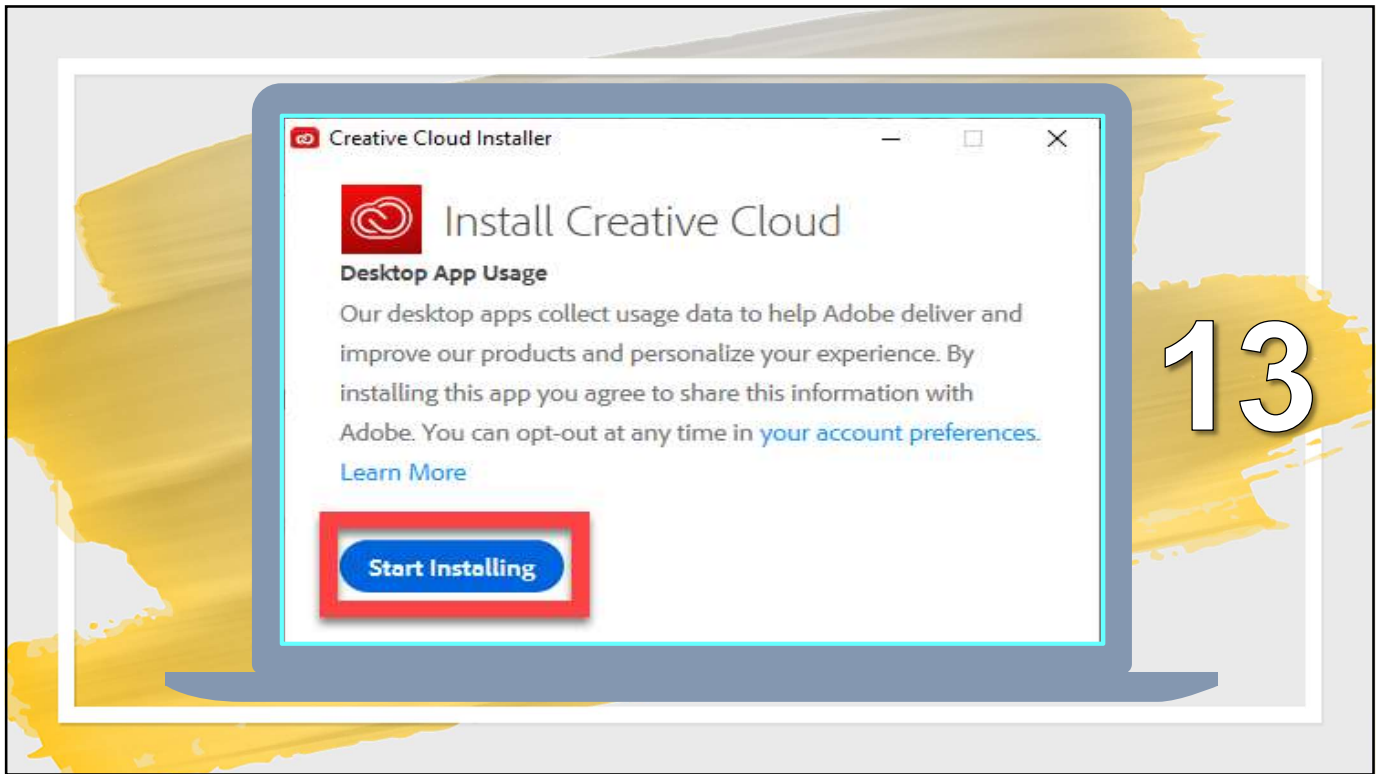 Creative Cloud Installer
Install Creative Cloud
Desktop App Usage
Our desktop apps collect usage data to help Adobe deliver and
improve our products and personalize your experience. By
installing this app you agree to share this information with
Adobe. You can opt-out at any time in your account preferences.
Learn More
Start Installing
13